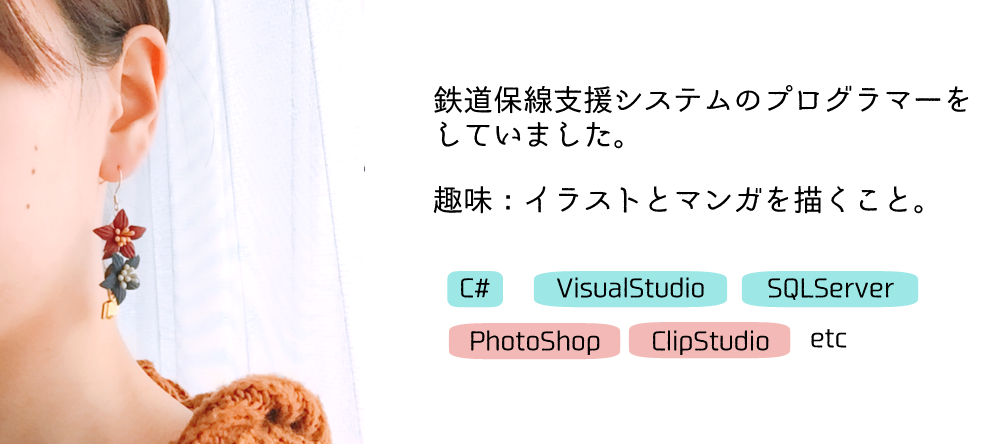 鉄道保線支援システムのプログラマーを
していました。
趣味：イラストとマンガを描くこと。
C# VisualStudio SQLServer
PhotoShop ClipStudio etc